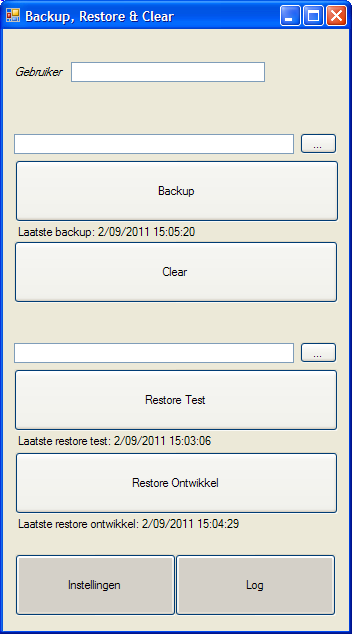 Backup, Restore & Clear
Gebruiker
...
Backup
Laatste backup: 2/09/2011 15:05:20
Clear
...
Restore Test
Laatste restore test: 2/09/2011 15:03:06
Restore Ontwikkel
Laatste restore ontwikkel: 2/09/2011 15:04:29
Instellingen Log